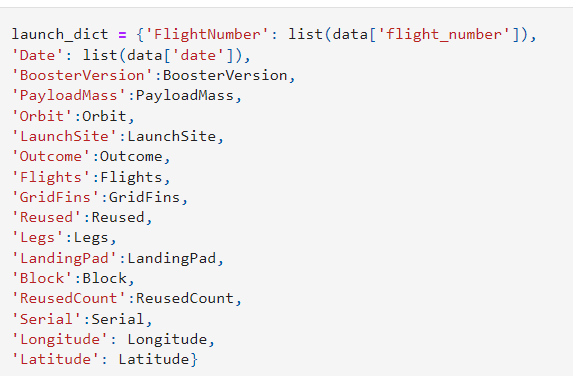 launch_dict = {'FlightNumber': list(data['flight_number']),
'Date': list(data['date']),
'BoosterVersion':BoosterVersion,
'PayloadMass':PayloadMass,
'Orbit':Orbit,
'LaunchSite':LaunchSite,
'Outcome':Outcome,
'Flights':Flights,
'GridFins':GridFins,
'Reused':Reused,
'Legs':Legs,
'LandingPad':LandingPad,
'Block':Block,
'ReusedCount':ReusedCount,
'Serial':Serial,
'Longitude': Longitude,
'Latitude': Latitude}